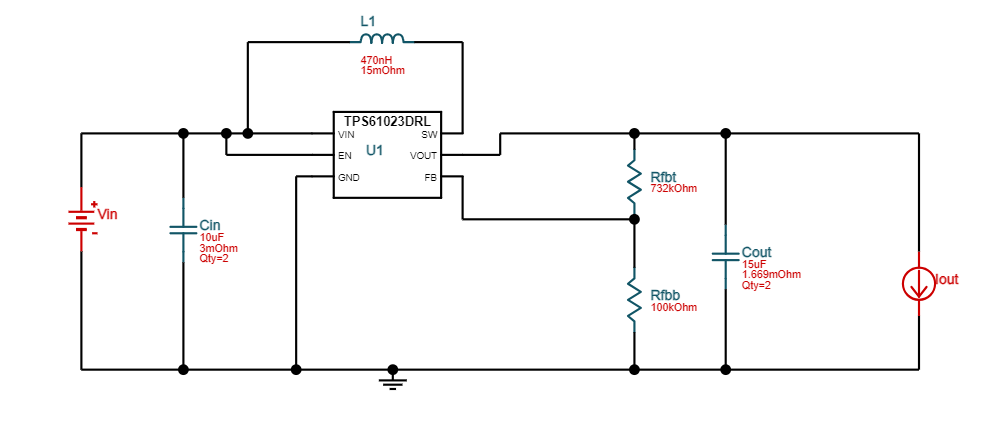 L1
470nH
15mOhm
TPS61023DRL
VIN
SW
U1
EN
VOUT
GND
FB
Rfbt
732kOhm
+
Vin
-
Cin
10uF
3mOhm
Qty=2
Cout
15uF
1.669mOhm
Qty=2
Iout
Rfbb
100kOhm